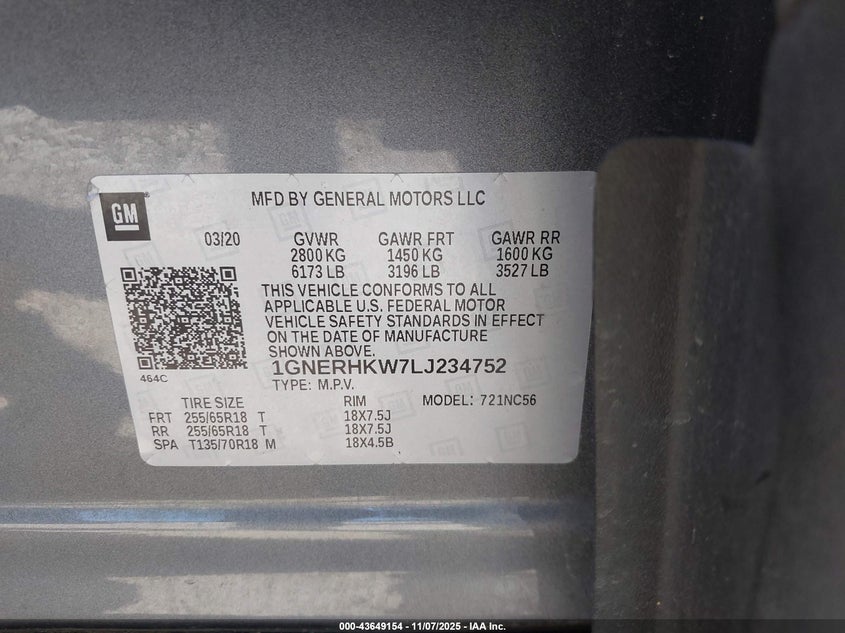 GM
MFD BY GENERAL MOTORS LLC
03/20 GVWR GAWR FRT GAWR RR
2800 KG 1450 KG 1600 KG
6173 LB 3196 LB 3527 LB
THIS VEHICLE CONFORMS TO ALL
APPLICABLE U.S. FEDERAL MOTOR
VEHICLE SAFETY STANDARDS IN EFFECT
ON THE DATE OF MANUFACTURE
SHOWN ABOVE.
464C
1GNERHKW7LJ234752
TYPE: M.P.V.
TIRE SIZE RIM MODEL: 721NC56
FRT 255/65R18 T 18X7.5J
RR 255/65R18 T 18X7.5J
SPA T135/70R18 M 18X4.5B
000-43649154 - 11/07/2025 - IAA Inc.